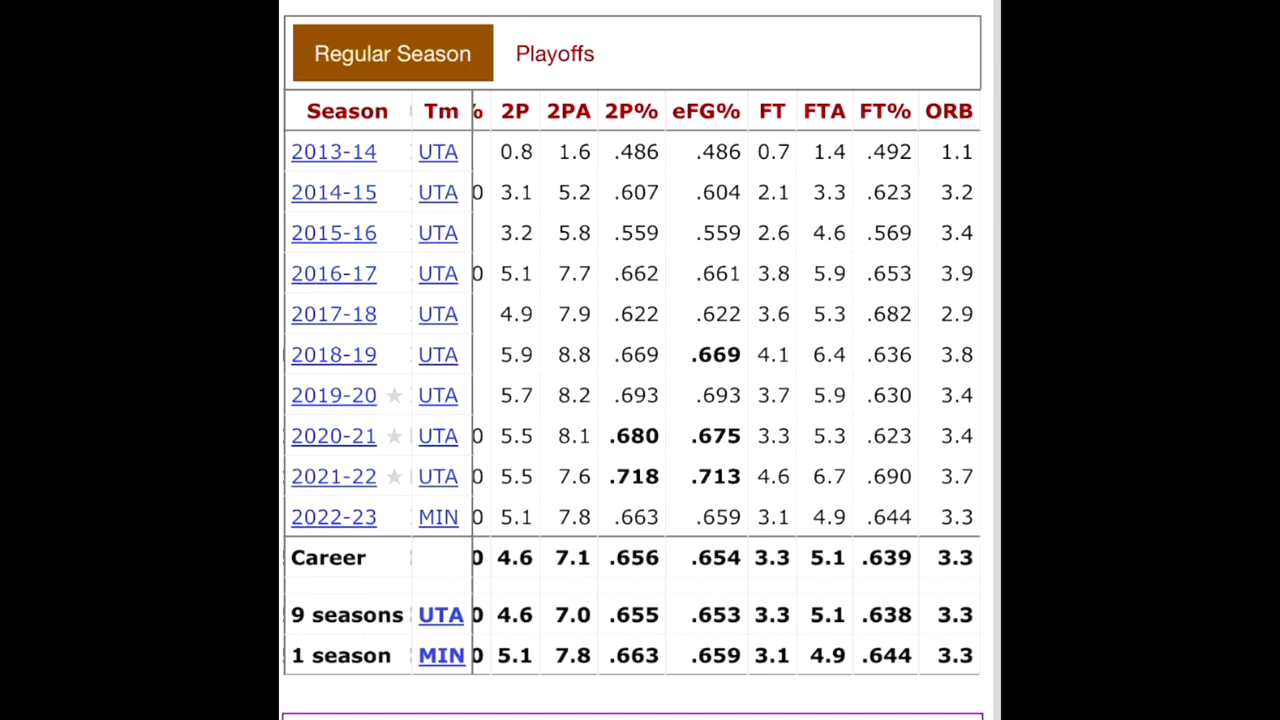 Regular Season Playoffs
Season Tm % 2P 2PA 2P% eFG% FT FTA FT% ORB
2013-14 UTA 0.8 1.6 .486 .486 0.7 1.4 .492 1.1
2014-15 UTA 0 3.1 5.2 .607 .604 2.1 3.3 .623 3.2
2015-16 UTA 3.2 5.8 .559 .559 2.6 4.6 .569 3.4
2016-17 UTA 0 5.1 7.7 .662 .661 3.8 5.9 .653 3.9
2017-18 UTA 4.9 7.9 .622 .622 3.6 5.3 .682 2.9
2018-19 UTA 5.9 8.8 .669 .669 4.1 6.4 .636 3.8
2019-20 ★ UTA 5.7 8.2 .693 .693 3.7 5.9 .630 3.4
2020-21 ★ UTA 0 5.5 8.1 .680 .675 3.3 5.3 .623 3.4
2021-22 ★ UTA 0 5.5 7.6 .718 .713 4.6 6.7 .690 3.7
2022-23 MIN 0 5.1 7.8 .663 .659 3.1 4.9 .644 3.3
Career 0 4.6 7.1 .656 .654 3.3 5.1 .639 3.3
9 seasons UTA 0 4.6 7.0 .655 .653 3.3 5.1 .638 3.3
1 season MIN 0 5.1 7.8 .663 .659 3.1 4.9 .644 3.3